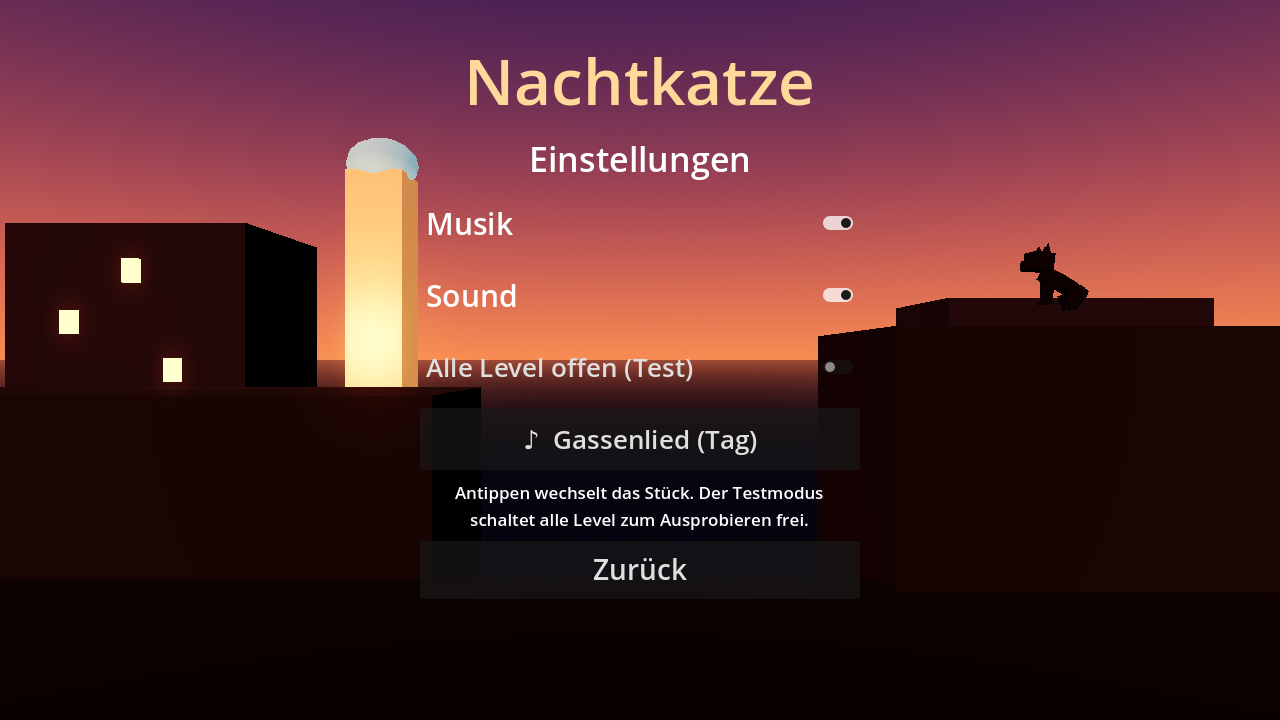 Nachtkatze
Einstellungen
Musik
Sound
Alle Level offen (Test)
♪ Gassenlied (Tag)
Antippen wechselt das Stück. Der Testmodus
schaltet alle Level zum Ausprobieren frei.
Zurück